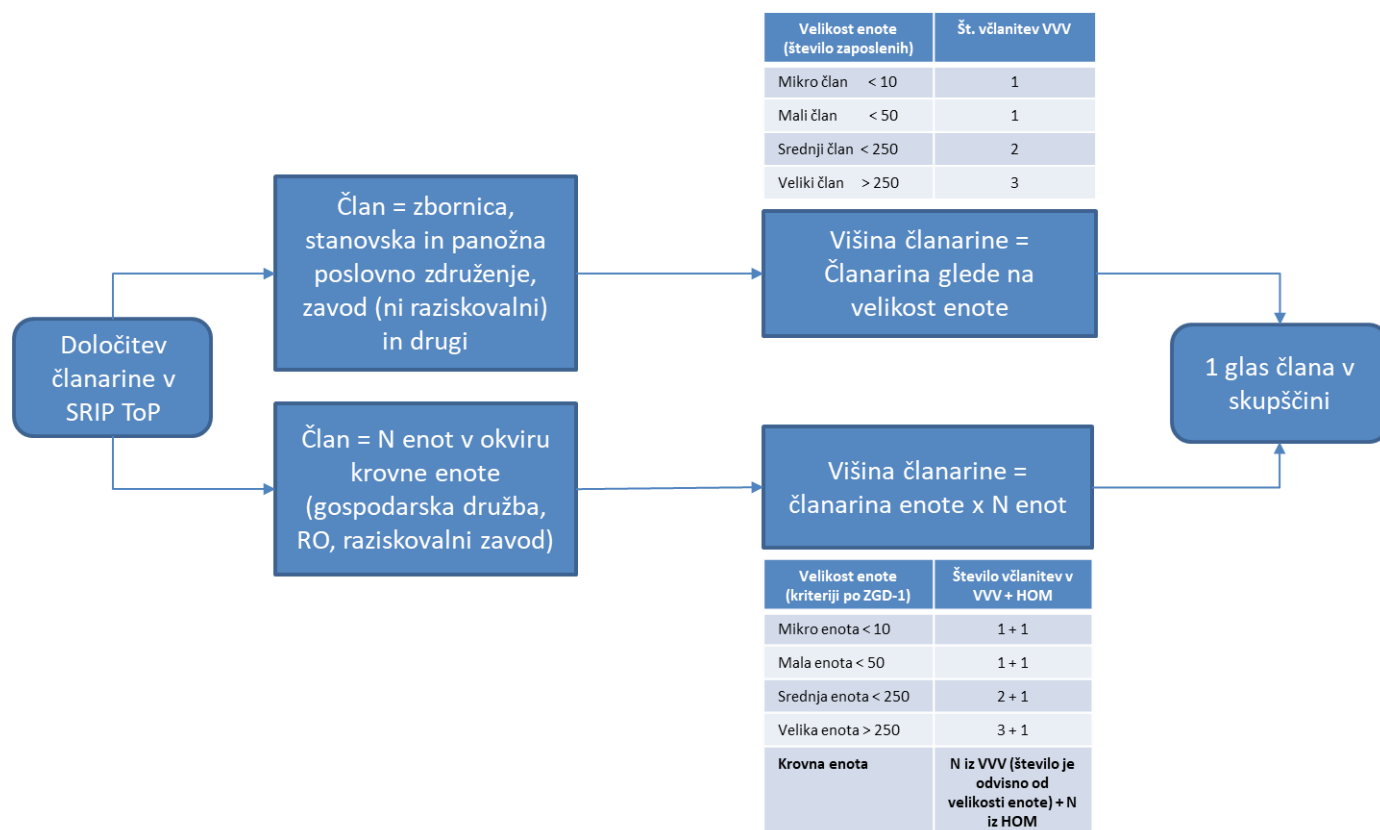 Velikost enote
(število zaposlenih)
Št. včlanitev VVV
Mikro član < 10
1
Mali član < 50
1
Srednji član < 250
2
Veliki član > 250
3
Član = zbornica,
stanovska in panožna
poslovno združenje,
zavod (ni raziskovalni)
in drugi
Višina članarine =
Članarina glede na
velikost enote
Določitev
članarine v
SRIP ToP
1 glas člana v
skupščini
Član = N enot v okviru
krovne enote
(gospodarska družba,
RO, raziskovalni zavod)
Višina članarine =
članarina enote x N enot
Velikost enote
(kriteriji po ZGD-1)
Število včlanitev v
VVV + HOM
Mikro enota < 10
1 + 1
Mala enota < 50
1 + 1
Srednja enota < 250
2 + 1
Velika enota > 250
3 + 1
Krovna enota
N iz VVV (število je
odvisno od
velikosti enote) + N
iz HOM